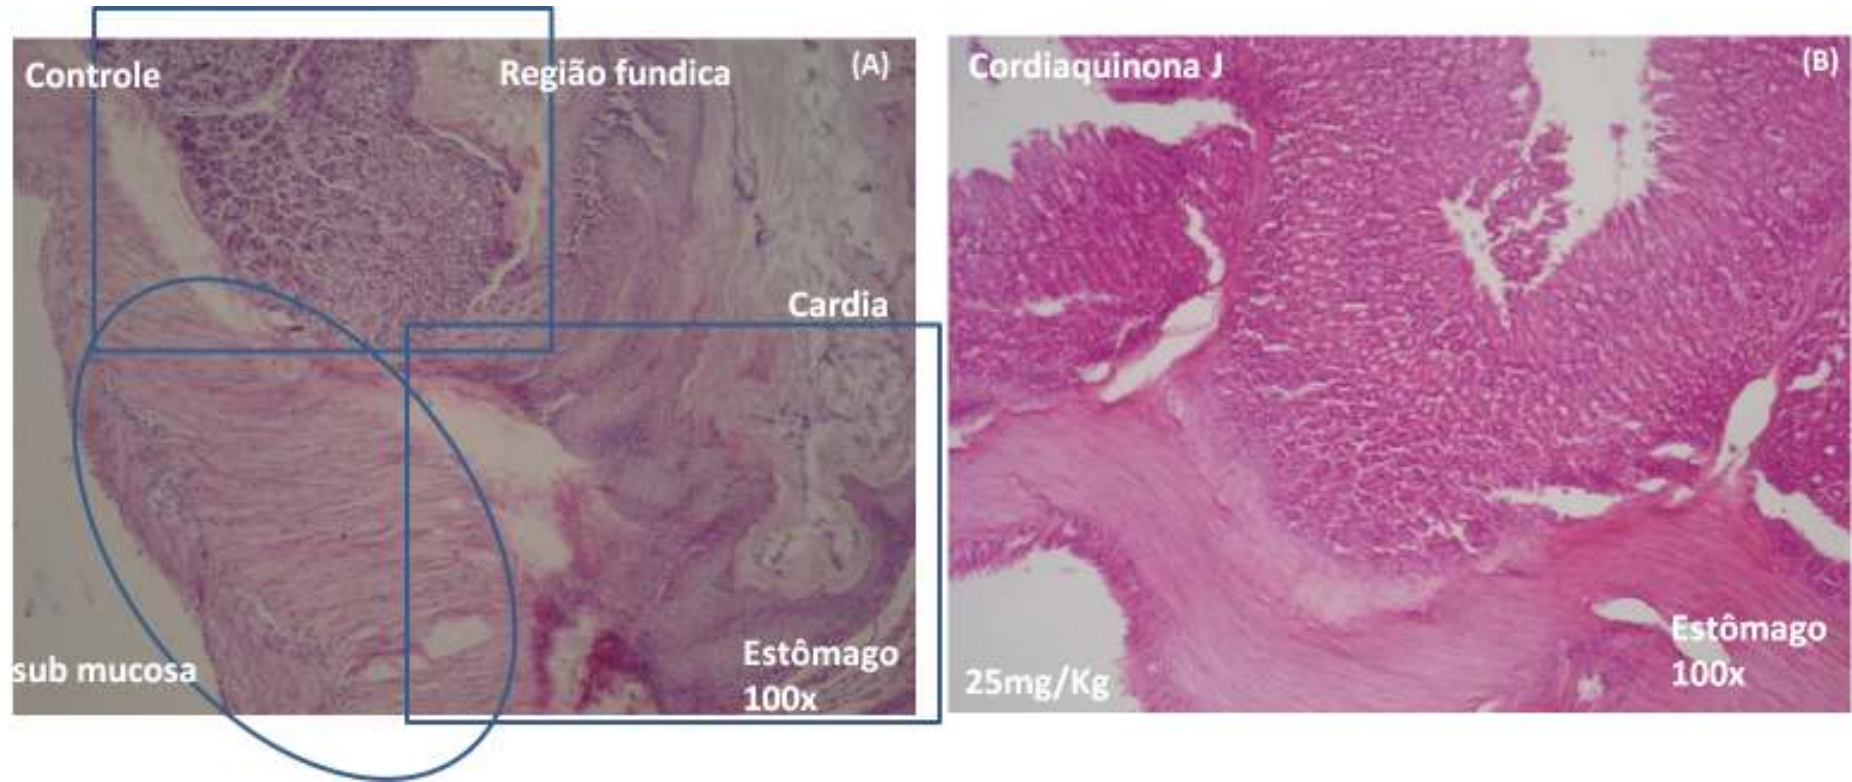 Controle
Região fundica
(A)
Cardia
sub mucosa
Estômago
100x
Cordiaquinona J
(B)
25mg/Kg
Estômago
100x